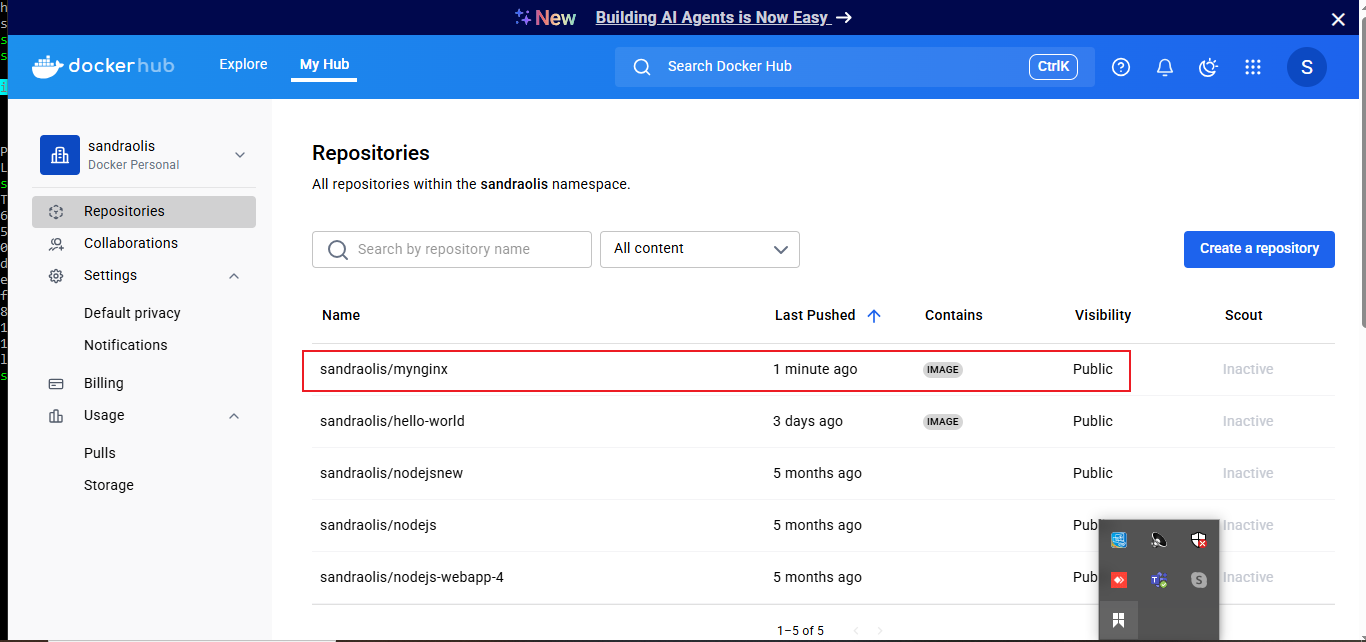 New Building AI Agents is Now Easy →
dockerhub Explore My Hub Search Docker Hub CtrlK S
sandraolis
Docker Personal
Repositories
Collaborations
Settings
Default privacy
Notifications
Billing
Usage
Pulls
Storage
Repositories
All repositories within the sandraolis namespace.
Search by repository name All content Create a repository
Name Last Pushed Contains Visibility Scout
sandraolis/mynginx 1 minute ago IMAGE Public Inactive
sandraolis/hello-world 3 days ago IMAGE Public Inactive
sandraolis/nodejsnew 5 months ago Public Inactive
sandraolis/nodejs 5 months ago Pub Inactive
sandraolis/nodejs-webapp-4 5 months ago Pub Inactive
1–5 of 5